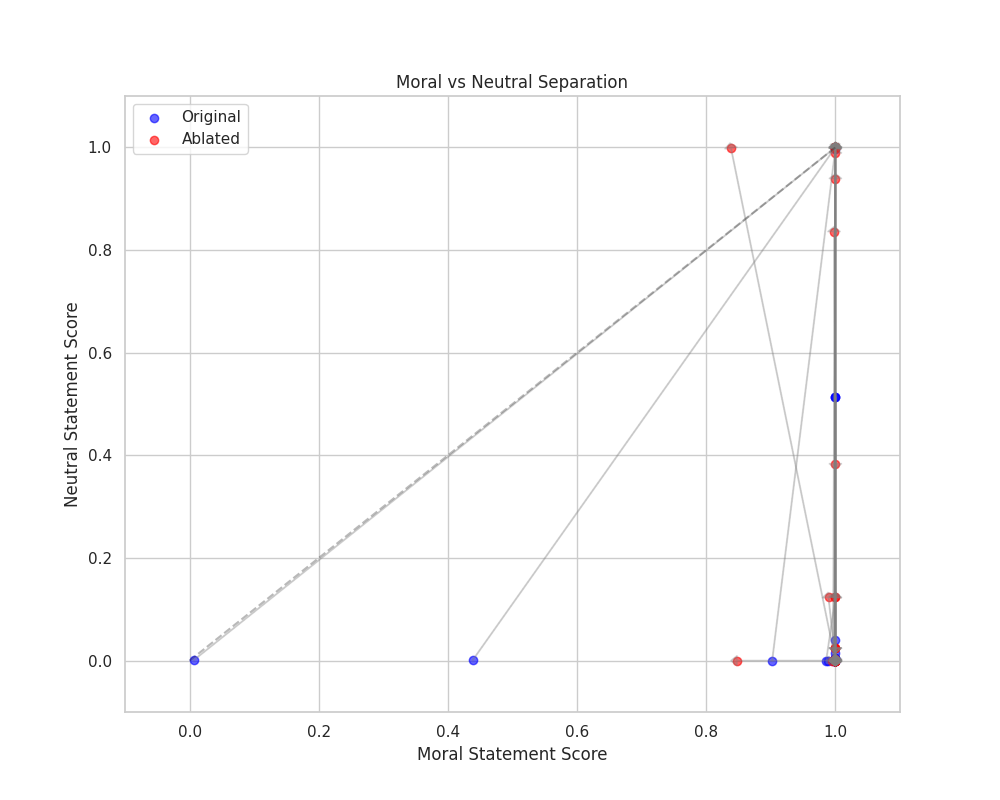 Moral vs Neutral Separation
Original
Ablated
Neutral Statement Score
1.0
0.8
0.6
0.4
0.2
0.0
0.0 0.2 0.4 0.6 0.8 1.0
Moral Statement Score